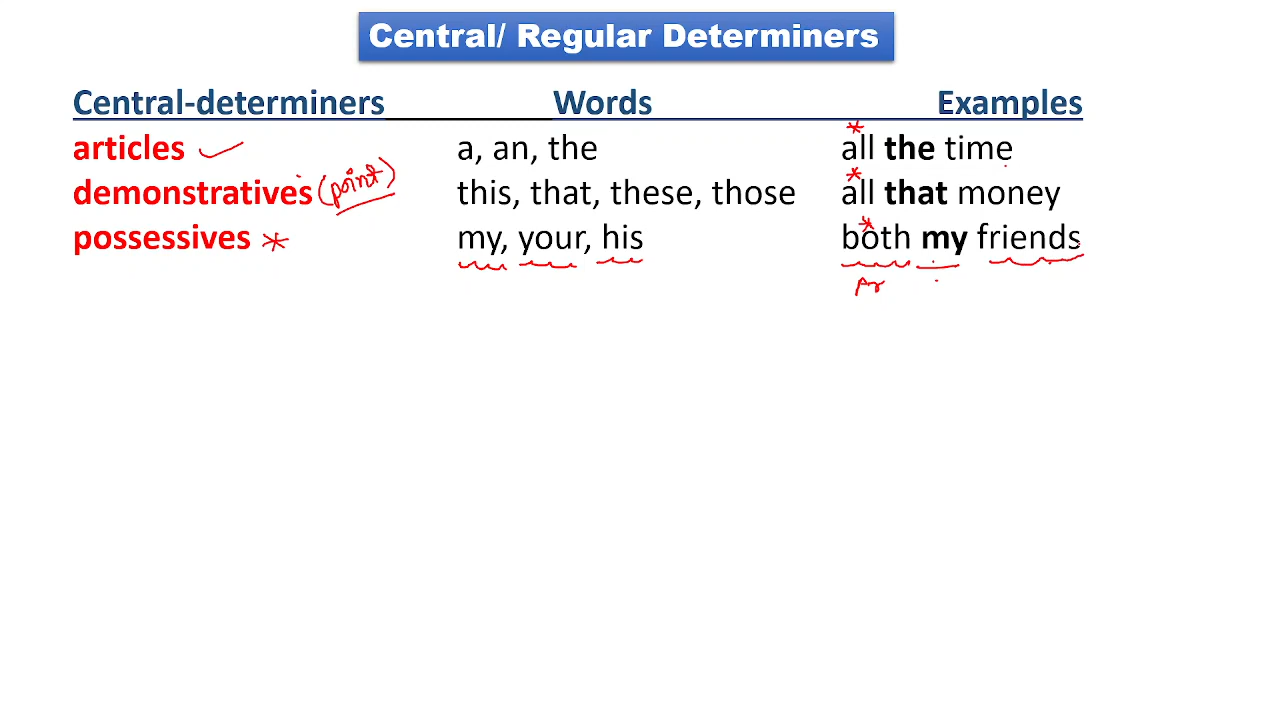 Central/ Regular Determiners
Central-determiners Words Examples
articles a, an, the all the time
demonstratives (point) this, that, these, those all that money
possessives my, your, his both my friends